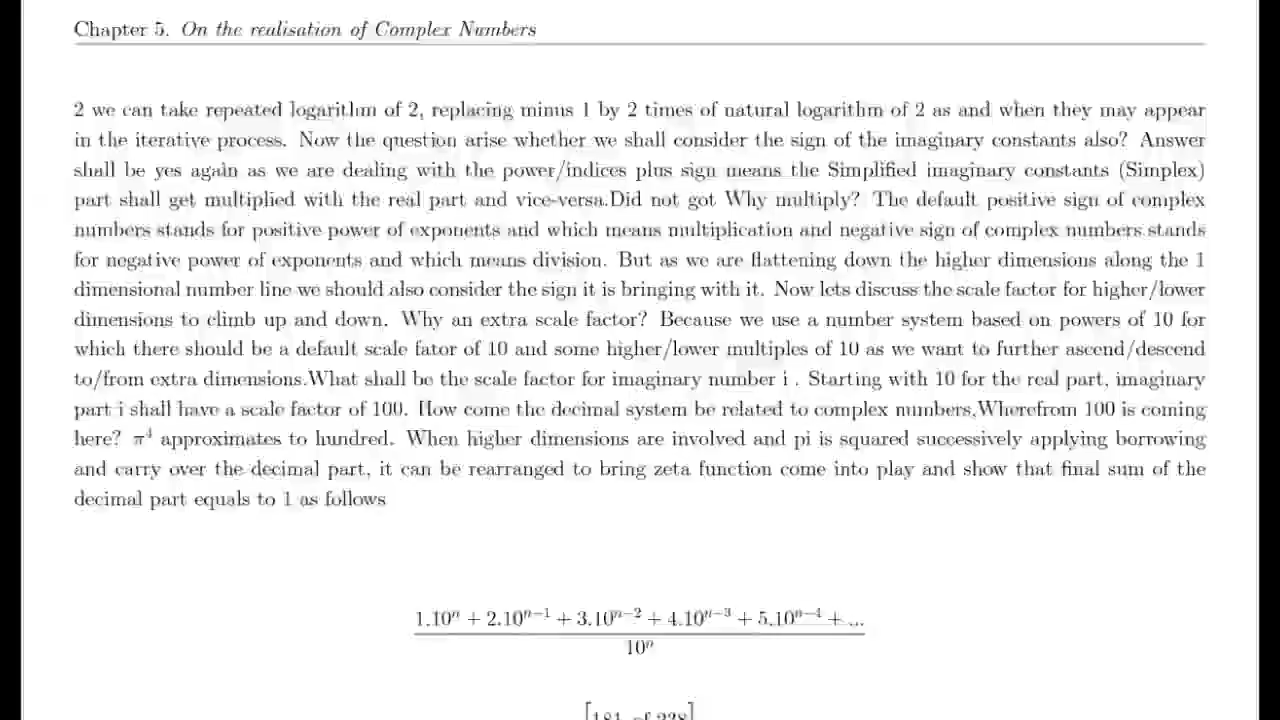 Chapter 5. On the realisation of Complex Numbers
2 we can take repeated logarithm of 2, replacing minus 1 by 2 times of natural logarithm of 2 as and when they may appear
in the iterative process. Now the question arise whether we shall consider the sign of the imaginary constants also? Answer
shall be yes again as we are dealing with the power/indices plus sign means the Simplified imaginary constants (Simplex)
part shall get multiplied with the real part and vice-versa.Did not got Why multiply? The default positive sign of complex
numbers stands for positive power of exponents and which means multiplication and negative sign of complex numbers stands
for negative power of exponents and which means division. But as we are flattening down the higher dimensions along the 1
dimensional number line we should also consider the sign it is bringing with it. Now lets discuss the scale factor for higher/lower
dimensions to climb up and down. Why an extra scale factor? Because we use a number system based on powers of 10 for
which there should be a default scale fator of 10 and some higher/lower multiples of 10 as we want to further ascend/descend
to/from extra dimensions.What shall be the scale factor for imaginary number i . Starting with 10 for the real part, imaginary
part i shall have a scale factor of 100. How come the decimal system be related to complex numbers,Wherefrom 100 is coming
here? π⁴ approximates to hundred. When higher dimensions are involved and pi is squared successively applying borrowing
and carry over the decimal part, it can be rearranged to bring zeta function come into play and show that final sum of the
decimal part equals to 1 as follows
1.10ⁿ + 2.10ⁿ⁻¹ + 3.10ⁿ⁻² + 4.10ⁿ⁻³ + 5.10ⁿ⁻⁴ + ...
10ⁿ
[181 of 228]